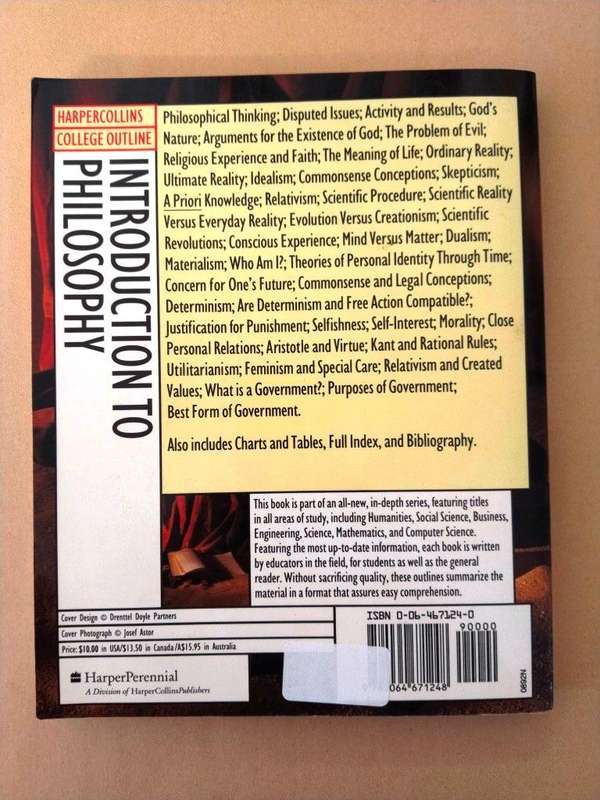 HARPERCOLLINS
COLLEGE OUTLINE
INTRODUCTION TO
PHILOSOPHY
Philosophical Thinking; Disputed Issues; Activity and Results; God's
Nature; Arguments for the Existence of God; The Problem of Evil;
Religious Experience and Faith; The Meaning of Life; Ordinary Reality;
Ultimate Reality; Idealism; Commonsense Conceptions; Skepticism;
A Priori Knowledge; Relativism; Scientific Procedure; Scientific Reality
Versus Everyday Reality; Evolution Versus Creationism; Scientific
Revolutions; Conscious Experience; Mind Versus Matter; Dualism;
Materialism; Who Am I?; Theories of Personal Identity Through Time;
Concern for One's Future; Commonsense and Legal Conceptions;
Determinism; Are Determinism and Free Action Compatible?;
Justification for Punishment; Selfishness; Self-Interest; Morality; Close
Personal Relations; Aristotle and Virtue; Kant and Rational Rules;
Utilitarianism; Feminism and Special Care; Relativism and Created
Values; What is a Government?; Purposes of Government;
Best Form of Government.
Also includes Charts and Tables, Full Index, and Bibliography.
This book is part of an all-new, in-depth series, featuring titles
in all areas of study, including Humanities, Social Science, Business,
Engineering, Science, Mathematics, and Computer Science.
Featuring the most up-to-date information, each book is written
by educators in the field, for students as well as the general
reader. Without sacrificing quality, these outlines summarize the
material in a format that assures easy comprehension.
Cover Design © Drenttel Doyle Partners
Cover Photograph © Josef Astor
Price: $10.00 in USA/$13.50 in Canada/A$15.95 in Australia
HarperPerennial
A Division of HarperCollinsPublishers
ISBN 0-06-467124-0
90000
064 671248
0892N